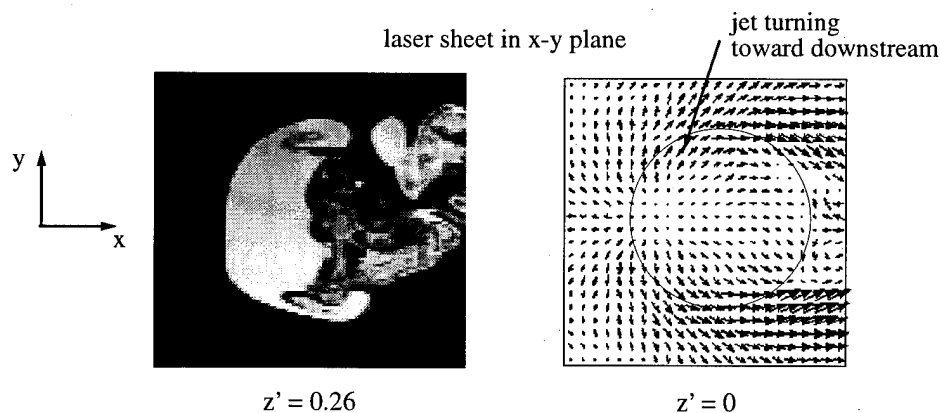 jet turning
toward downstream
laser sheet in x-y plane
y
x
z' = 0.26
z' = 0